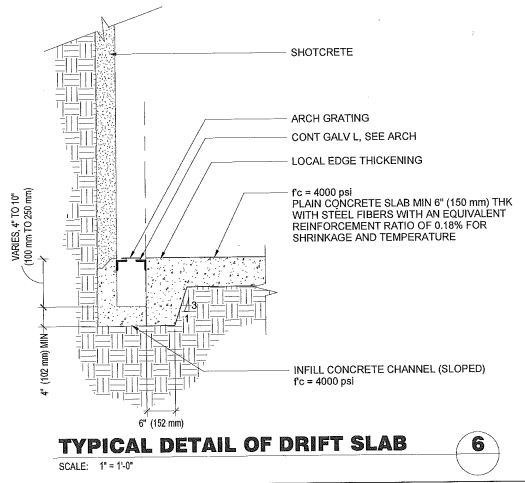 SHOTCRETE
ARCH GRATING
CONT GALV L, SEE ARCH
LOCAL EDGE THICKENING
f'c = 4000 psi
PLAIN CONCRETE SLAB MIN 6" (150 mm) THK
WITH STEEL FIBERS WITH AN EQUIVALENT
REINFORCEMENT RATIO OF 0.18% FOR
SHRINKAGE AND TEMPERATURE
VARIES, 4" TO 10"
(100 mm TO 250 mm)
3
1
4" (102 mm) MIN
INFILL CONCRETE CHANNEL (SLOPED)
f'c = 4000 psi
6" (152 mm)
TYPICAL DETAIL OF DRIFT SLAB
6
SCALE: 1" = 1'-0"